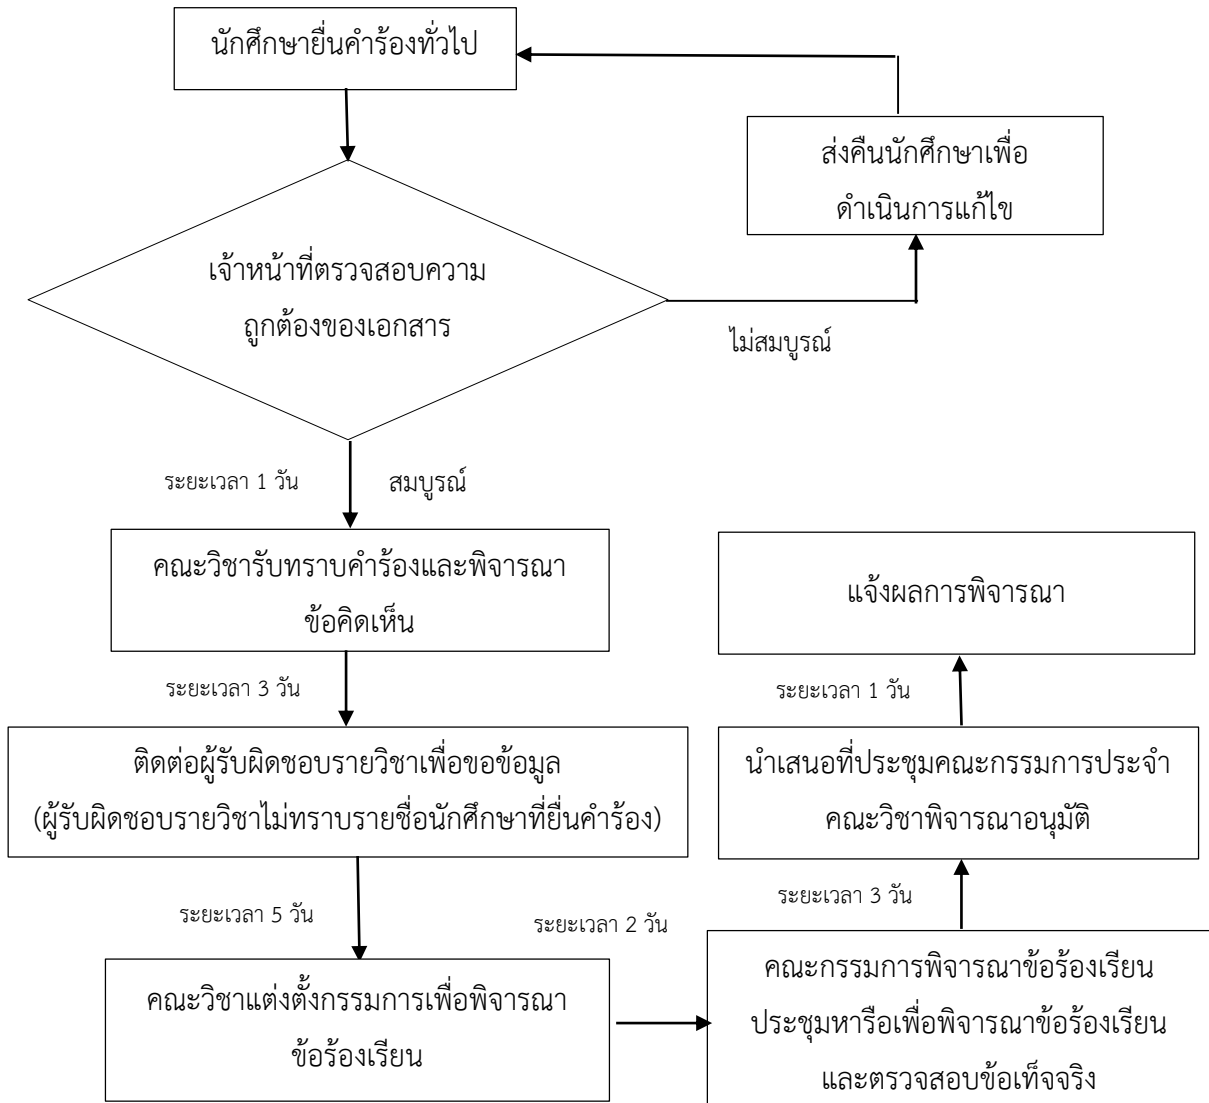 นักศึกษายื่นคำร้องทั่วไป
ส่งคืนนักศึกษาเพื่อ
ดำเนินการแก้ไข
เจ้าหน้าที่ตรวจสอบความ
ถูกต้องของเอกสาร
ไม่สมบูรณ์
ระยะเวลา 1 วัน
สมบูรณ์
คณะวิชารับทราบคำร้องและพิจารณา
ข้อคิดเห็น
ระยะเวลา 3 วัน
ติดต่อผู้รับผิดชอบรายวิชาเพื่อขอข้อมูล
(ผู้รับผิดชอบรายวิชาไม่ทราบรายชื่อนักศึกษาที่ยื่นคำร้อง)
ระยะเวลา 5 วัน
คณะวิชาแต่งตั้งกรรมการเพื่อพิจารณา
ข้อร้องเรียน
ระยะเวลา 2 วัน
คณะกรรมการพิจารณาข้อร้องเรียน
ประชุมหารือเพื่อพิจารณาข้อร้องเรียน
และตรวจสอบข้อเท็จจริง
ระยะเวลา 3 วัน
นำเสนอที่ประชุมคณะกรรมการประจำ
คณะวิชาพิจารณาอนุมัติ
ระยะเวลา 1 วัน
แจ้งผลการพิจารณา